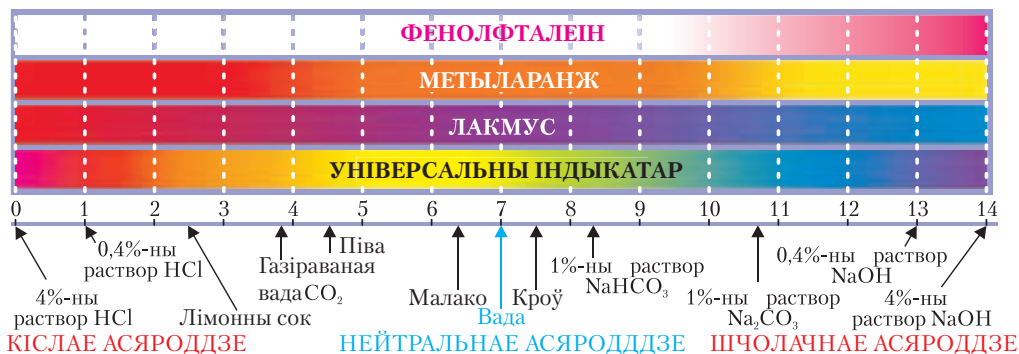 ФЕНОЛФТАЛЕІН
МЕТЫЛАРАНЖ
ЛАКМУС
УНІВЕРСАЛЬНЫ ІНДЫКАТАР
0 1 2 3 4 5 6 7 8 9 10 11 12 13 14
4%-ны
раствор HCl
0,4%-ны
раствор HCl
Лімонны сок
Газіраваная
вада CO₂
Піва
Малако
Вада
Кроў
1%-ны раствор
NaHCO₃
1%-ны раствор
Na₂CO₃
0,4%-ны раствор
NaOH
4%-ны
раствор NaOH
КІСЛАЕ АСЯРОДДЗЕ
НЕЙТРАЛЬНАЕ АСЯРОДДДЗЕ
ШЧОЛАЧНАЕ АСЯРОДДЗЕ